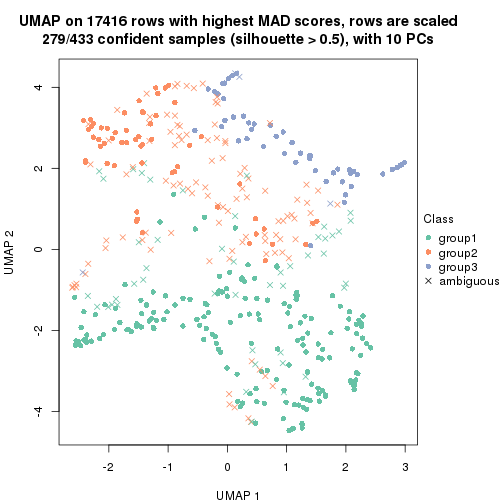 UMAP on 17416 rows with highest MAD scores, rows are scaled
279/433 confident samples (silhouette > 0.5), with 10 PCs
4
2
0
-2
-4
UMAP 2
-2
-1
0
1
2
3
UMAP 1
Class
group1
group2
group3
ambiguous